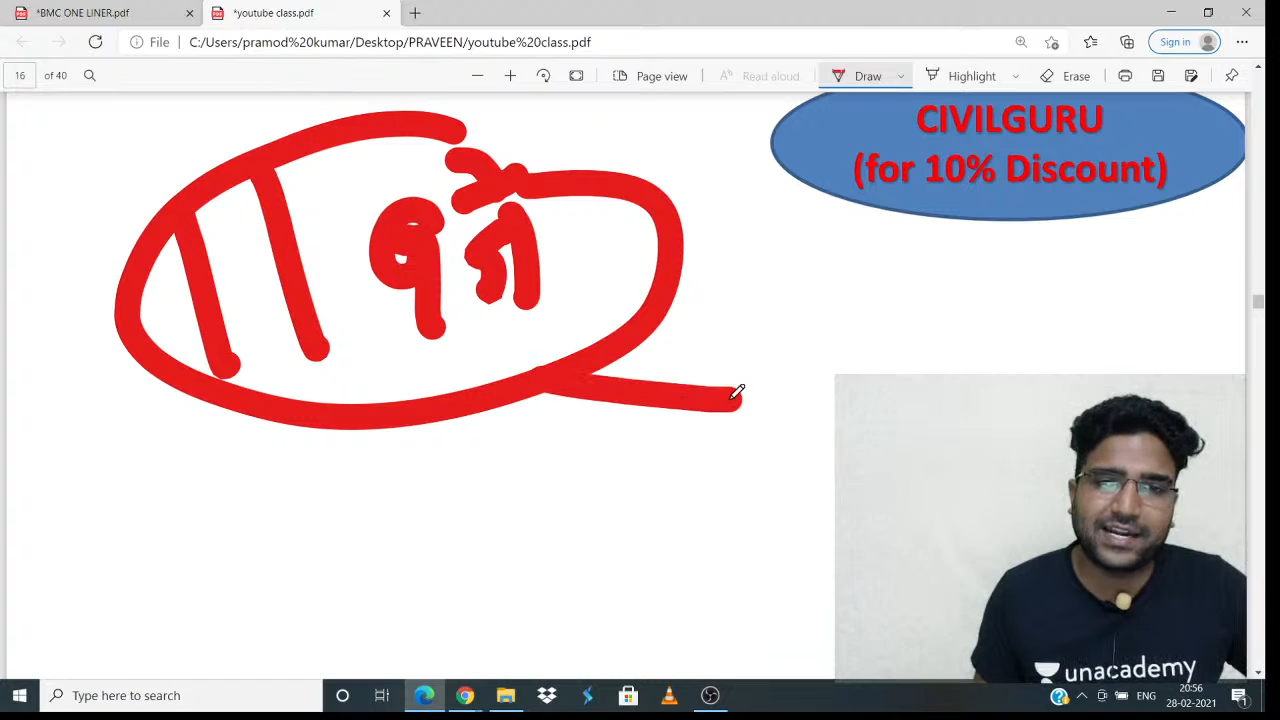 *BMC ONE LINER.pdf
*youtube class.pdf
File C:/Users/pramod%20kumar/Desktop/PRAVEEN/youtube%20class.pdf
Sign in
16 of 40
Page view
Read aloud
Draw
Highlight
Erase
CIVILGURU
(for 10% Discount)
unacademy
Type here to search
ENG
20:56
28-02-2021
1